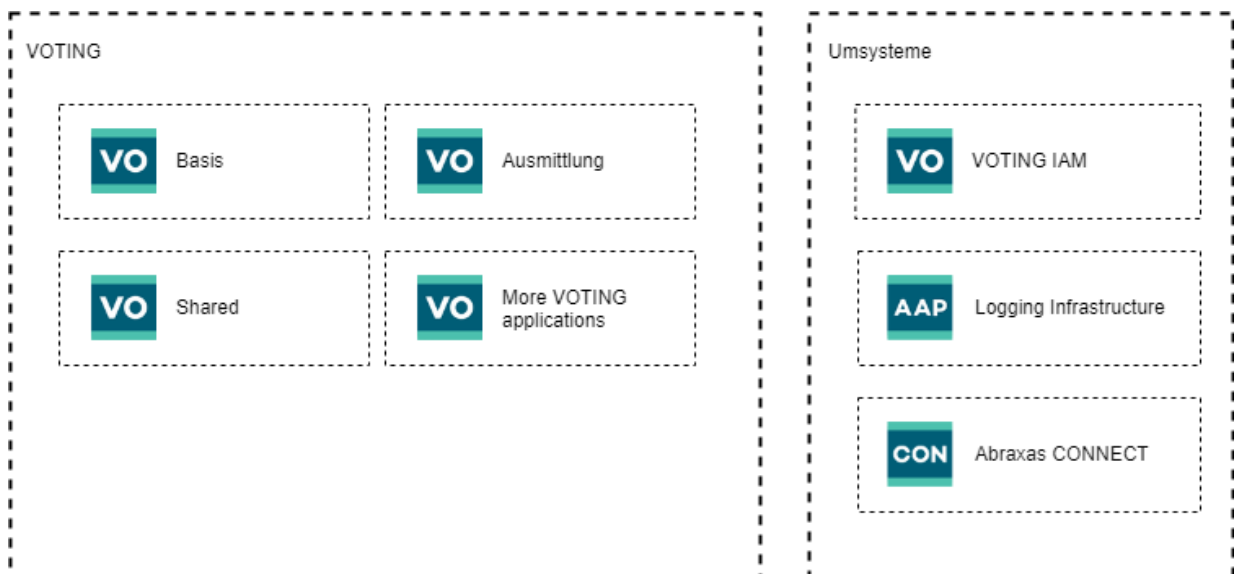 VOTING
VO Basis
VO Ausmittlung
VO Shared
VO More VOTING
applications
Umsysteme
VO VOTING IAM
AAP Logging Infrastructure
CON Abraxas CONNECT